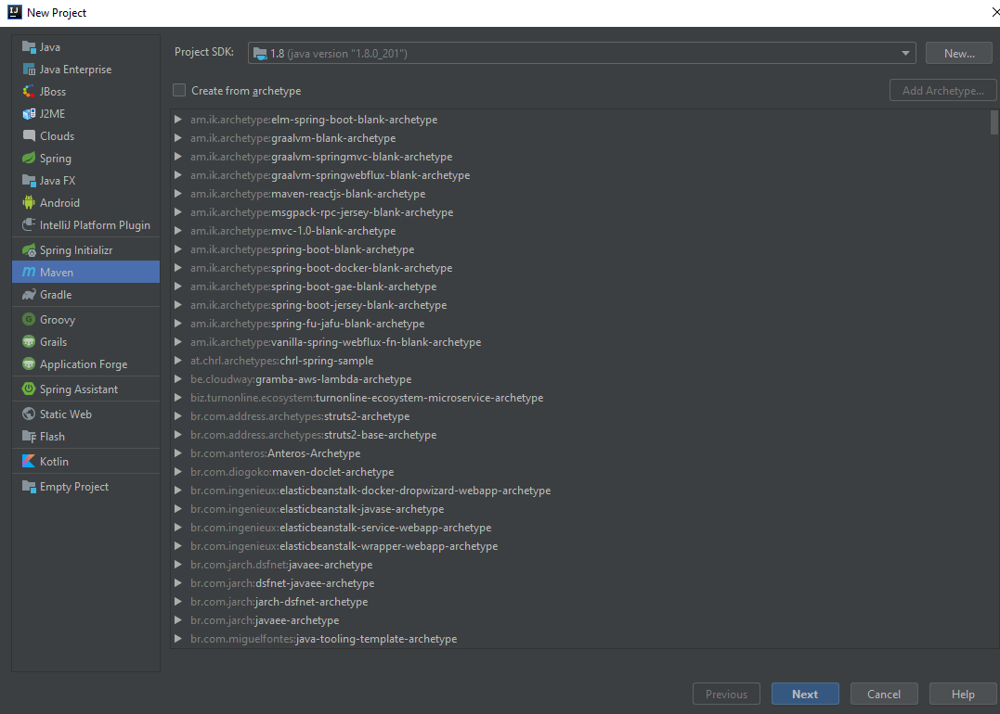 New Project
Java
Java Enterprise
JBoss
J2ME
Clouds
Spring
Java FX
Android
IntelliJ Platform Plugin
Spring Initializr
Maven
Gradle
Groovy
Grails
Application Forge
Spring Assistant
Static Web
Flash
Kotlin
Empty Project
Project SDK: 1.8 (java version "1.8.0_201") New...
Create from archetype Add Archetype...
am.ik.archetype:elm-spring-boot-blank-archetype
am.ik.archetype:graalvm-blank-archetype
am.ik.archetype:graalvm-springmvc-blank-archetype
am.ik.archetype:graalvm-springwebflux-blank-archetype
am.ik.archetype:maven-reactjs-blank-archetype
am.ik.archetype:msgpack-rpc-jersey-blank-archetype
am.ik.archetype:mvc-1.0-blank-archetype
am.ik.archetype:spring-boot-blank-archetype
am.ik.archetype:spring-boot-docker-blank-archetype
am.ik.archetype:spring-boot-gae-blank-archetype
am.ik.archetype:spring-boot-jersey-blank-archetype
am.ik.archetype:spring-fu-jafu-blank-archetype
am.ik.archetype:vanilla-spring-webflux-fn-blank-archetype
at.chrl.archetypes:chrl-spring-sample
be.cloudway:gramba-aws-lambda-archetype
biz.turnonline.ecosystem:turnonline-ecosystem-microservice-archetype
br.com.address.archetypes:struts2-archetype
br.com.address.archetypes:struts2-base-archetype
br.com.anteros:Anteros-Archetype
br.com.diogoko:maven-doclet-archetype
br.com.ingenieux:elasticbeanstalk-docker-dropwizard-webapp-archetype
br.com.ingenieux:elasticbeanstalk-javase-archetype
br.com.ingenieux:elasticbeanstalk-service-webapp-archetype
br.com.ingenieux:elasticbeanstalk-wrapper-webapp-archetype
br.com.jarch.dsfnet:javaee-archetype
br.com.jarch:dsfnet-javaee-archetype
br.com.jarch:jarch-dsfnet-archetype
br.com.jarch:javaee-archetype
br.com.miguelfontes:java-tooling-template-archetype
Previous Next Cancel Help